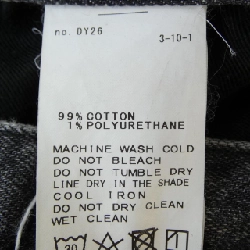 no. DY26
3-10-1
99% COTTON
1% POLYURETHANE
MACHINE WASH COLD
DO NOT BLEACH
DO NOT TUMBLE DRY
LINE DRY IN THE SHADE
COOL IRON
DO NOT DRY CLEAN
WET CLEAN
30